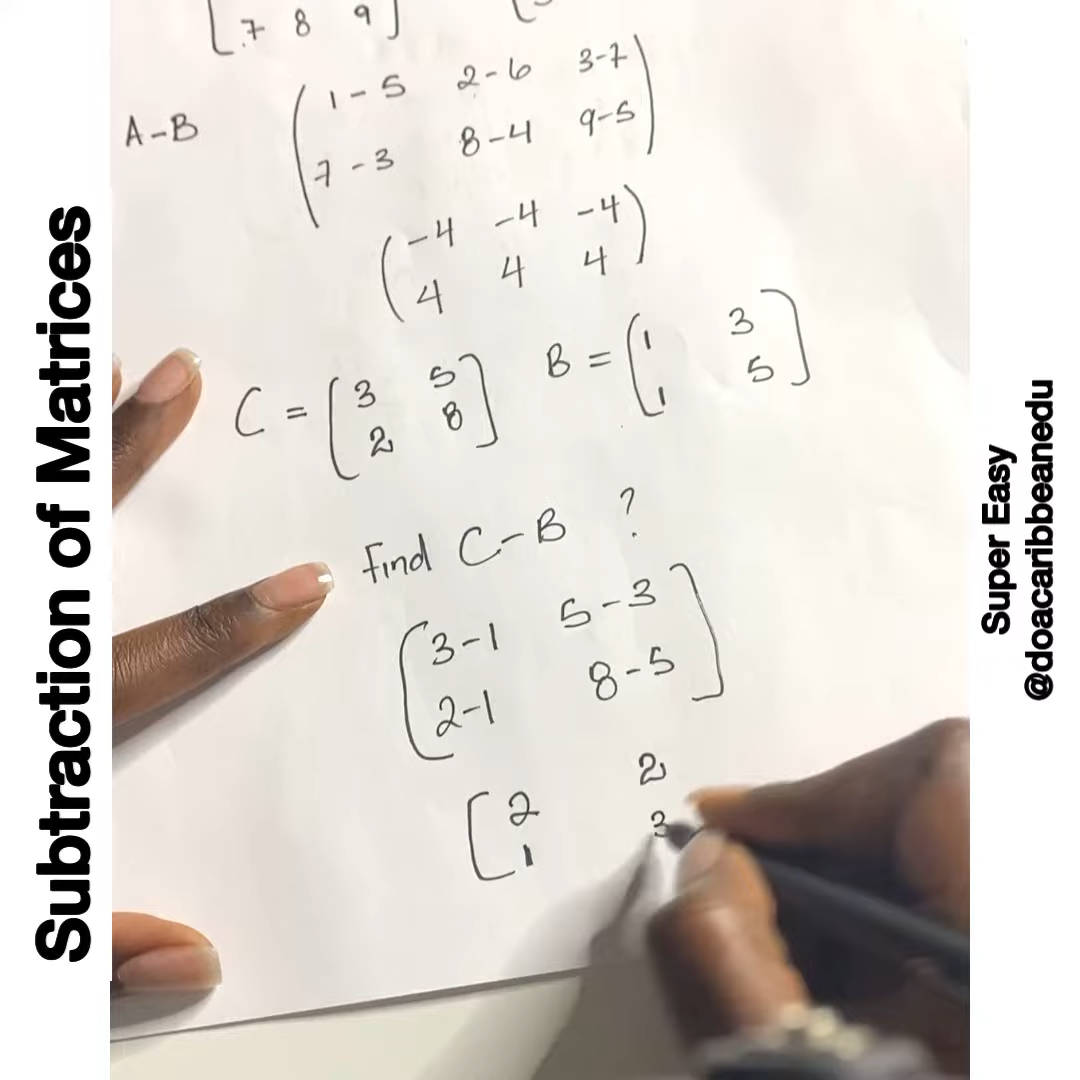 Subtraction of Matrices
7 8 9
A-B
1-5 2-6 3-7
7-3 8-4 9-5
-4 -4 -4
4 4 4
C = [3 5 B = [1 3
2 8] 1 5]
Find C-B ?
[3-1 5-3
2-1 8-5]
[2 2
1 3
Super Easy
@doacaribbeanedu